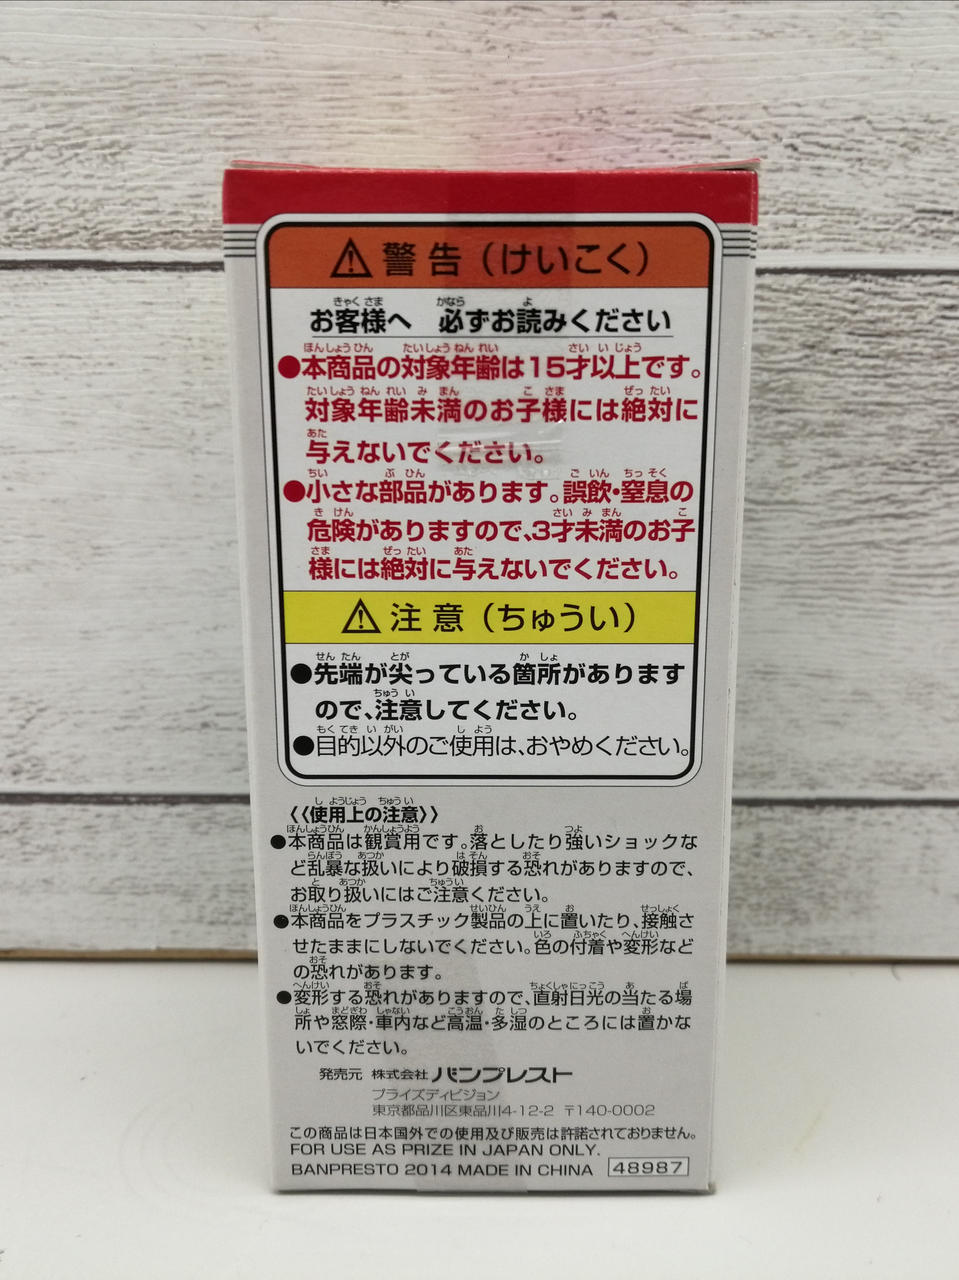 ⚠警告(けいこく)
お客様へ 必ずお読みください
●本商品の対象年齢は15才以上です。
対象年齢未満のお子様には絶対に
与えないでください。
●小さな部品があります。誤飲・窒息の
危険がありますので、3才未満のお子
様には絶対に与えないでください。
⚠注意(ちゅうい)
●先端が尖っている箇所があります
ので、注意してください。
●目的以外のご使用は、おやめください。
〈〈使用上の注意〉〉
●本商品は観賞用です。落としたり強いショックな
ど乱暴な扱いにより破損する恐れがありますので、
お取り扱いにはご注意ください。
●本商品をプラスチック製品の上に置いたり、接触さ
せたままにしないでください。色の付着や変形など
の恐れがあります。
●変形する恐れがありますので、直射日光の当たる場
所や窓際・車内など高温・多湿のところには置かな
いでください。
発売元 株式会社 バンプレスト
プライズディビジョン
東京都品川区東品川4-12-2 〒140-0002
この商品は日本国外での使用及び販売は許諾されておりません。
FOR USE AS PRIZE IN JAPAN ONLY.
BANPRESTO 2014 MADE IN CHINA 48987